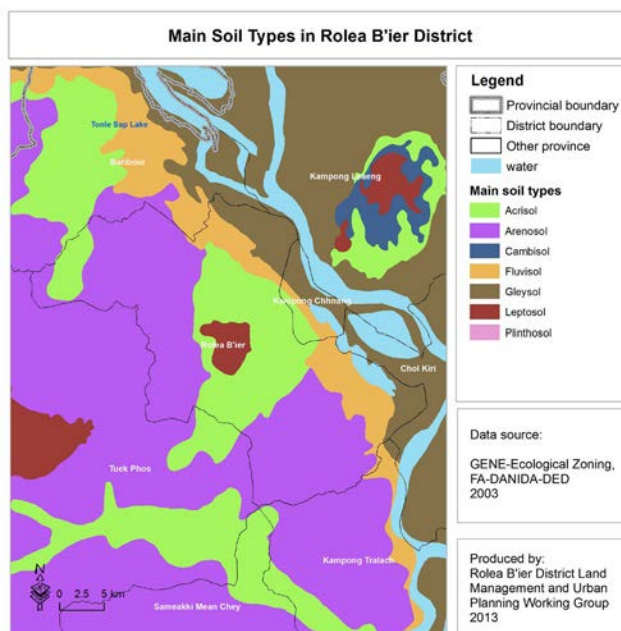 Main Soil Types in Rolea B'ier District
Tonle Sap Lake
Baribour
Kampong Leaeng
Kampong Chhnang
Rolea B'ier
Chol Kiri
Tuek Phos
Kampong Tralach
Sameakki Mean Chey
N
0 2.5 5 km
Legend
Provincial boundary
District boundary
Other province
water
Main soil types
Acrisol
Arenosol
Cambisol
Fluvisol
Gleysol
Leptosol
Plinthosol
Data source:
GENE-Ecological Zoning,
FA-DANIDA-DED
2003
Produced by:
Rolea B'ier District Land
Management and Urban
Planning Working Group
2013